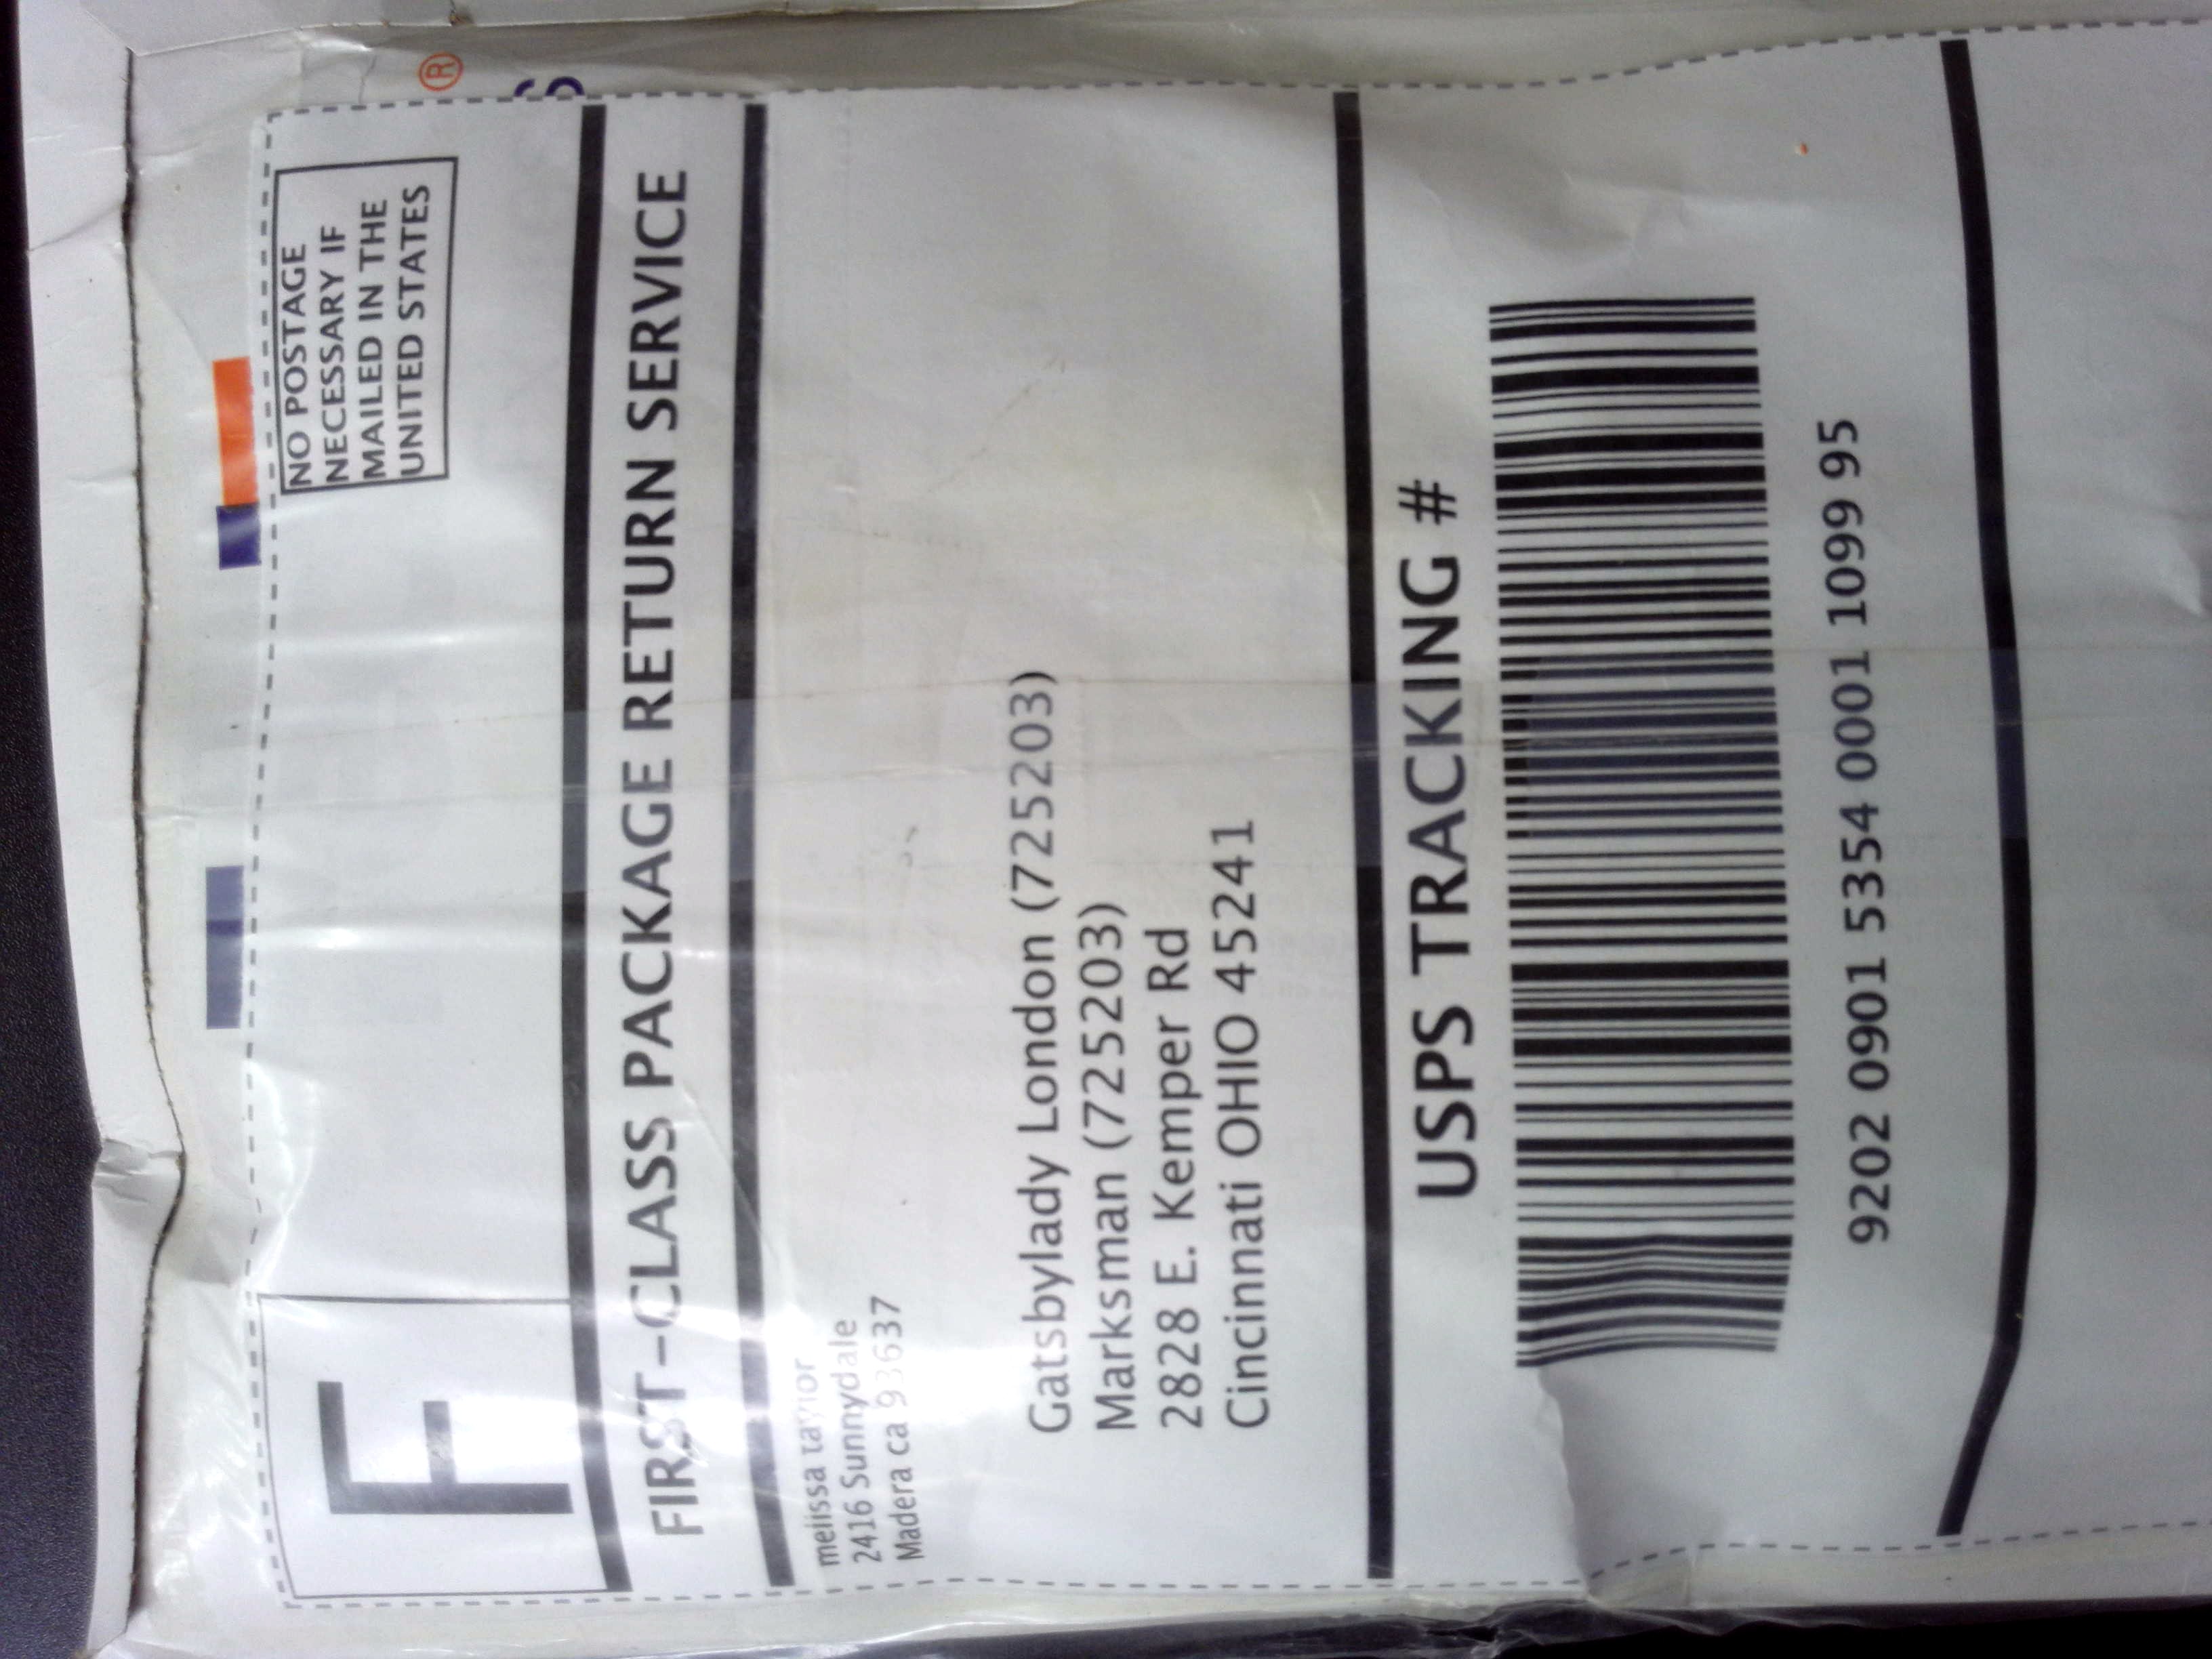 ®
S
NO POSTAGE
NECESSARY IF
MAILED IN THE
UNITED STATES
F
FIRST-CLASS PACKAGE RETURN SERVICE
melissa taylor
2416 Sunnydale
Madera ca 93637
Gatsbylady London (725203)
Marksman (725203)
2828 E. Kemper Rd
Cincinnati OHIO 45241
USPS TRACKING #
9202 0901 5354 0001 1099 95